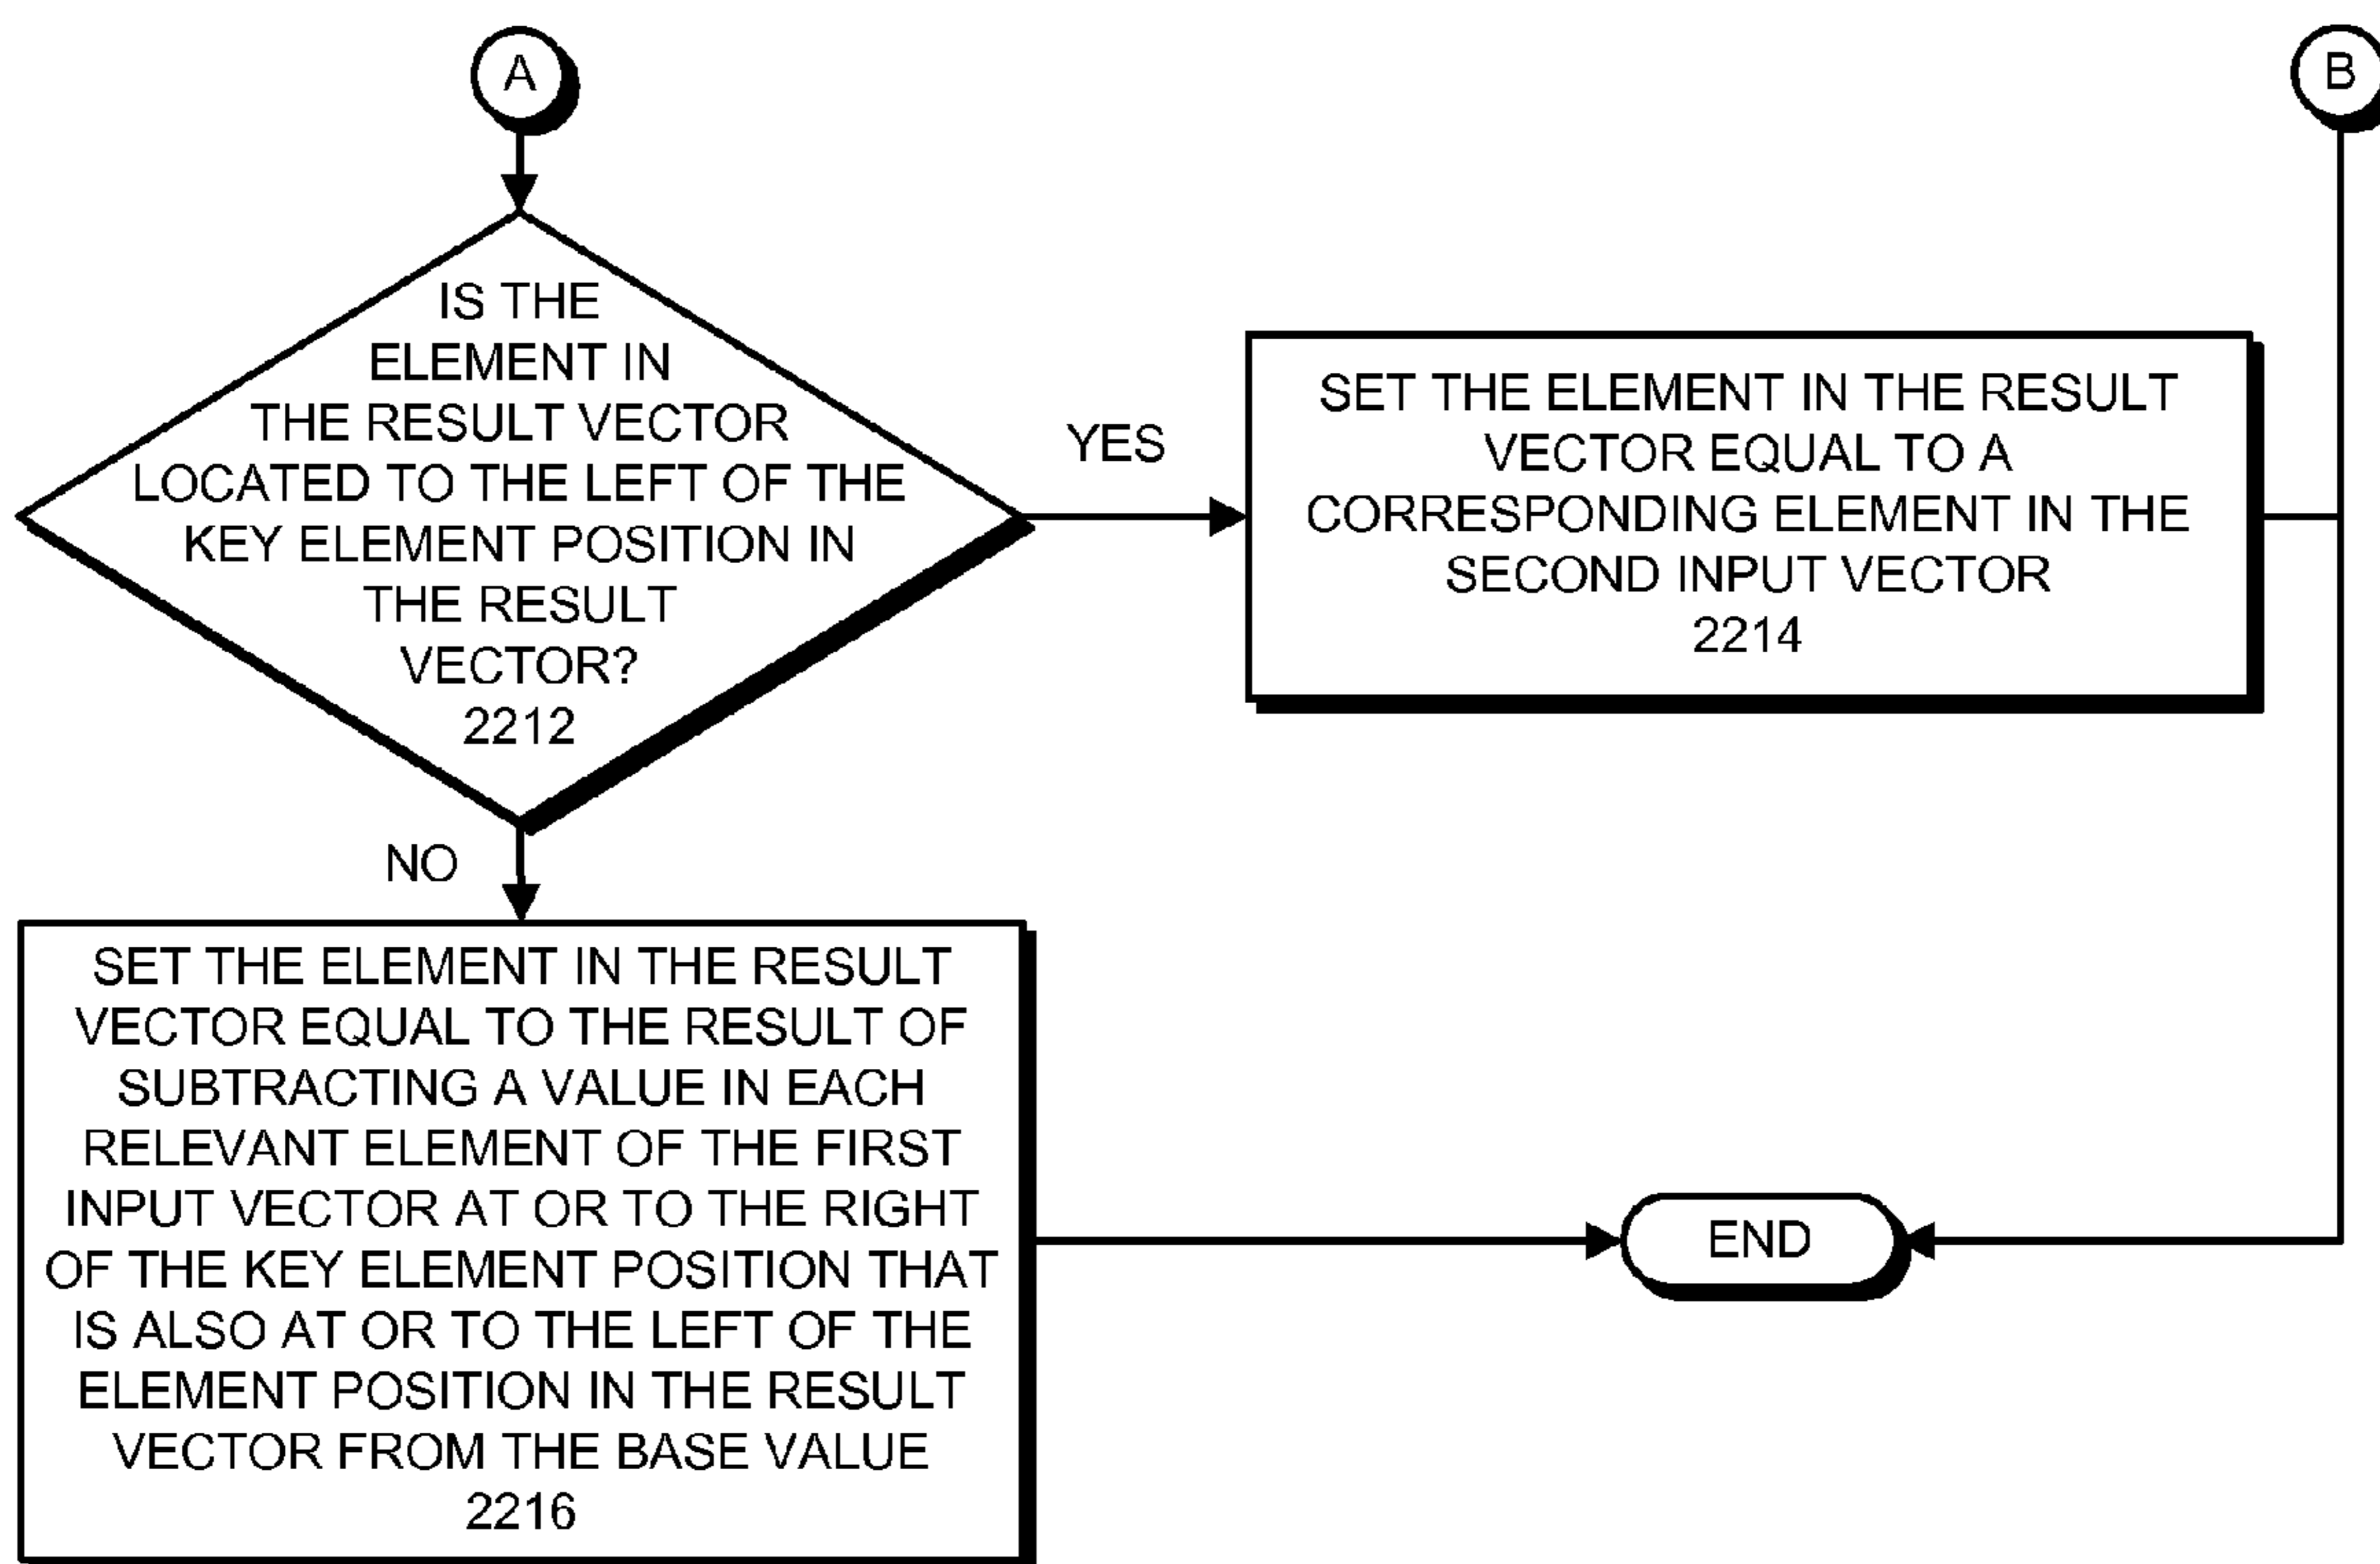 A
B
IS THE
ELEMENT IN
THE RESULT VECTOR
LOCATED TO THE LEFT OF THE
KEY ELEMENT POSITION IN
THE RESULT
VECTOR?
2212
YES
SET THE ELEMENT IN THE RESULT
VECTOR EQUAL TO A
CORRESPONDING ELEMENT IN THE
SECOND INPUT VECTOR
2214
NO
SET THE ELEMENT IN THE RESULT
VECTOR EQUAL TO THE RESULT OF
SUBTRACTING A VALUE IN EACH
RELEVANT ELEMENT OF THE FIRST
INPUT VECTOR AT OR TO THE RIGHT
OF THE KEY ELEMENT POSITION THAT
IS ALSO AT OR TO THE LEFT OF THE
ELEMENT POSITION IN THE RESULT
VECTOR FROM THE BASE VALUE
2216
END